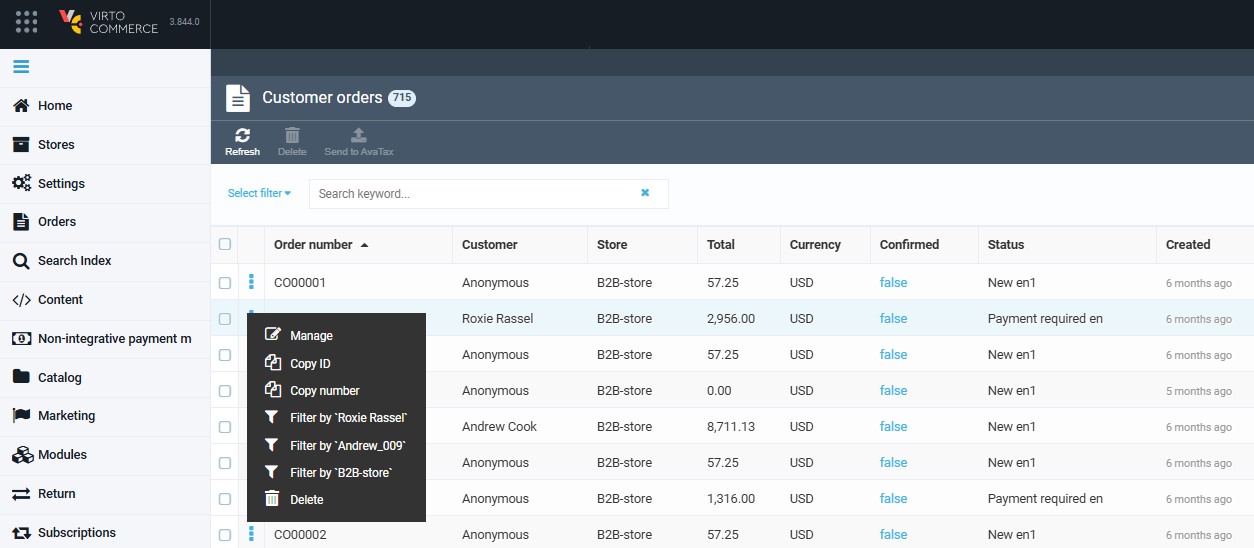 VIRTO
COMMERCE
3.844.0
Customer orders 715
Refresh Delete Send to AvaTax
Home
Stores
Settings
Orders
Search Index
Content
Non-integrative payment m
Catalog
Marketing
Modules
Return
Subscriptions
Select filter Search keyword...
Order number Customer Store Total Currency Confirmed Status Created
CO00001 Anonymous B2B-store 57.25 USD false New en1 6 months ago
Roxie Rassel B2B-store 2,956.00 USD false Payment required en 6 months ago
Anonymous B2B-store 57.25 USD false New en1 6 months ago
Anonymous B2B-store 0.00 USD false New en1 5 months ago
Andrew Cook B2B-store 8,711.13 USD false New en1 6 months ago
Anonymous B2B-store 57.25 USD false New en1 6 months ago
Anonymous B2B-store 1,316.00 USD false Payment required en 6 months ago
CO00002 Anonymous B2B-store 57.25 USD false New en1 6 months ago
Manage
Copy ID
Copy number
Filter by `Roxie Rassel`
Filter by `Andrew_009`
Filter by `B2B-store`
Delete